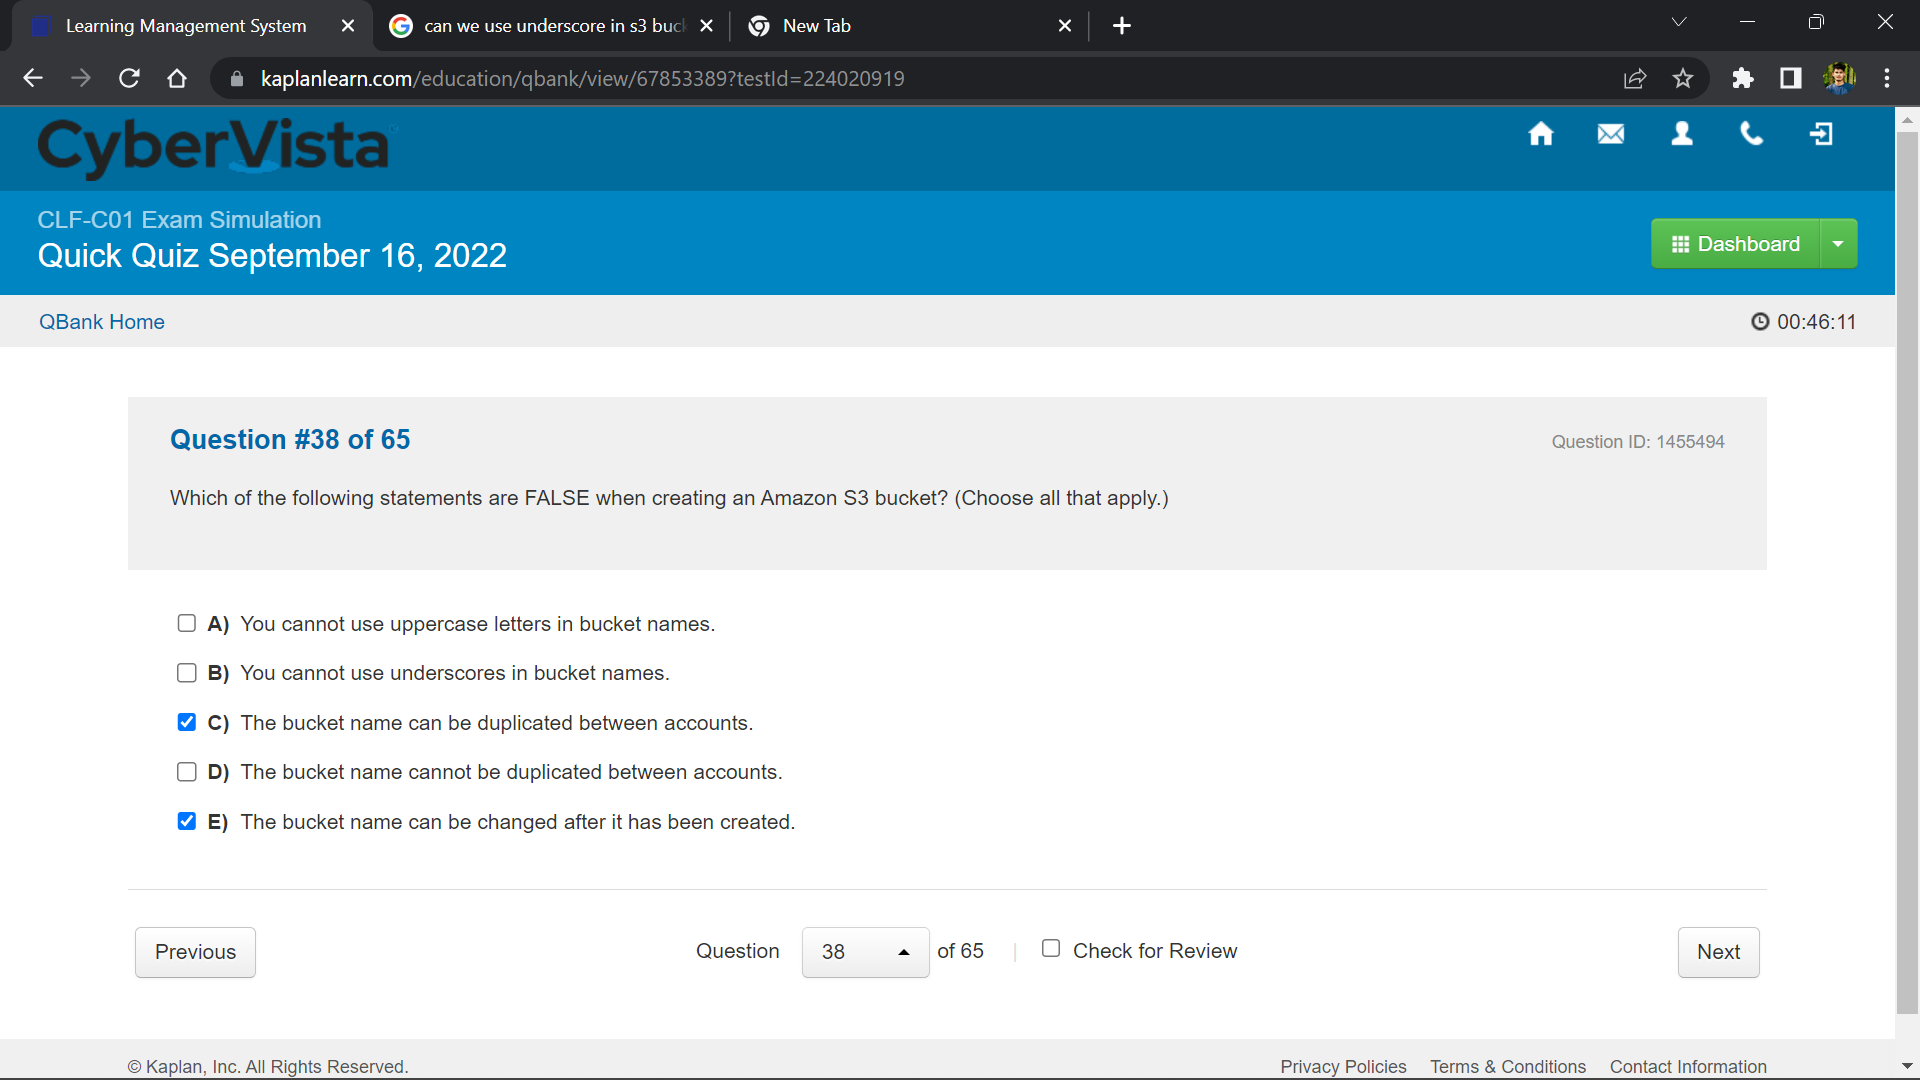 Learning Management System
can we use underscore in s3 buck
New Tab
kaplanlearn.com/education/qbank/view/67853389?testId=224020919
CyberVista
CLF-C01 Exam Simulation
Quick Quiz September 16, 2022
Dashboard
QBank Home
00:46:11
Question #38 of 65
Question ID: 1455494
Which of the following statements are FALSE when creating an Amazon S3 bucket? (Choose all that apply.)
A) You cannot use uppercase letters in bucket names.
B) You cannot use underscores in bucket names.
C) The bucket name can be duplicated between accounts.
D) The bucket name cannot be duplicated between accounts.
E) The bucket name can be changed after it has been created.
Previous
Question 38 of 65 | Check for Review
Next
© Kaplan, Inc. All Rights Reserved.
Privacy Policies Terms & Conditions Contact Information